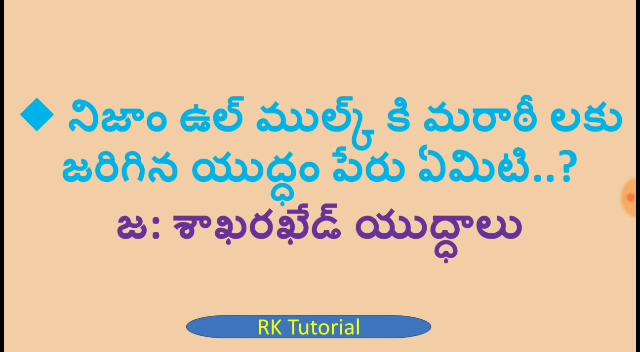 నిజాం ఉల్ ముల్క్ కి మరాఠీ లకు
జరిగిన యుద్ధం పేరు ఏమిటి..?
జ: శాఖరఖేడ్ యుద్ధాలు
RK Tutorial